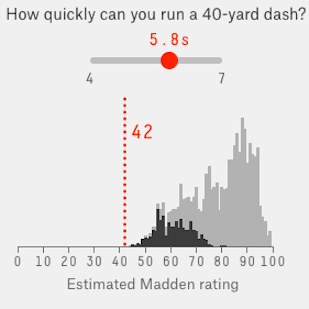 How quickly can you run a 40-yard dash?
5.8s
4 7
42
0 10 20 30 40 50 60 70 80 90 100
Estimated Madden rating